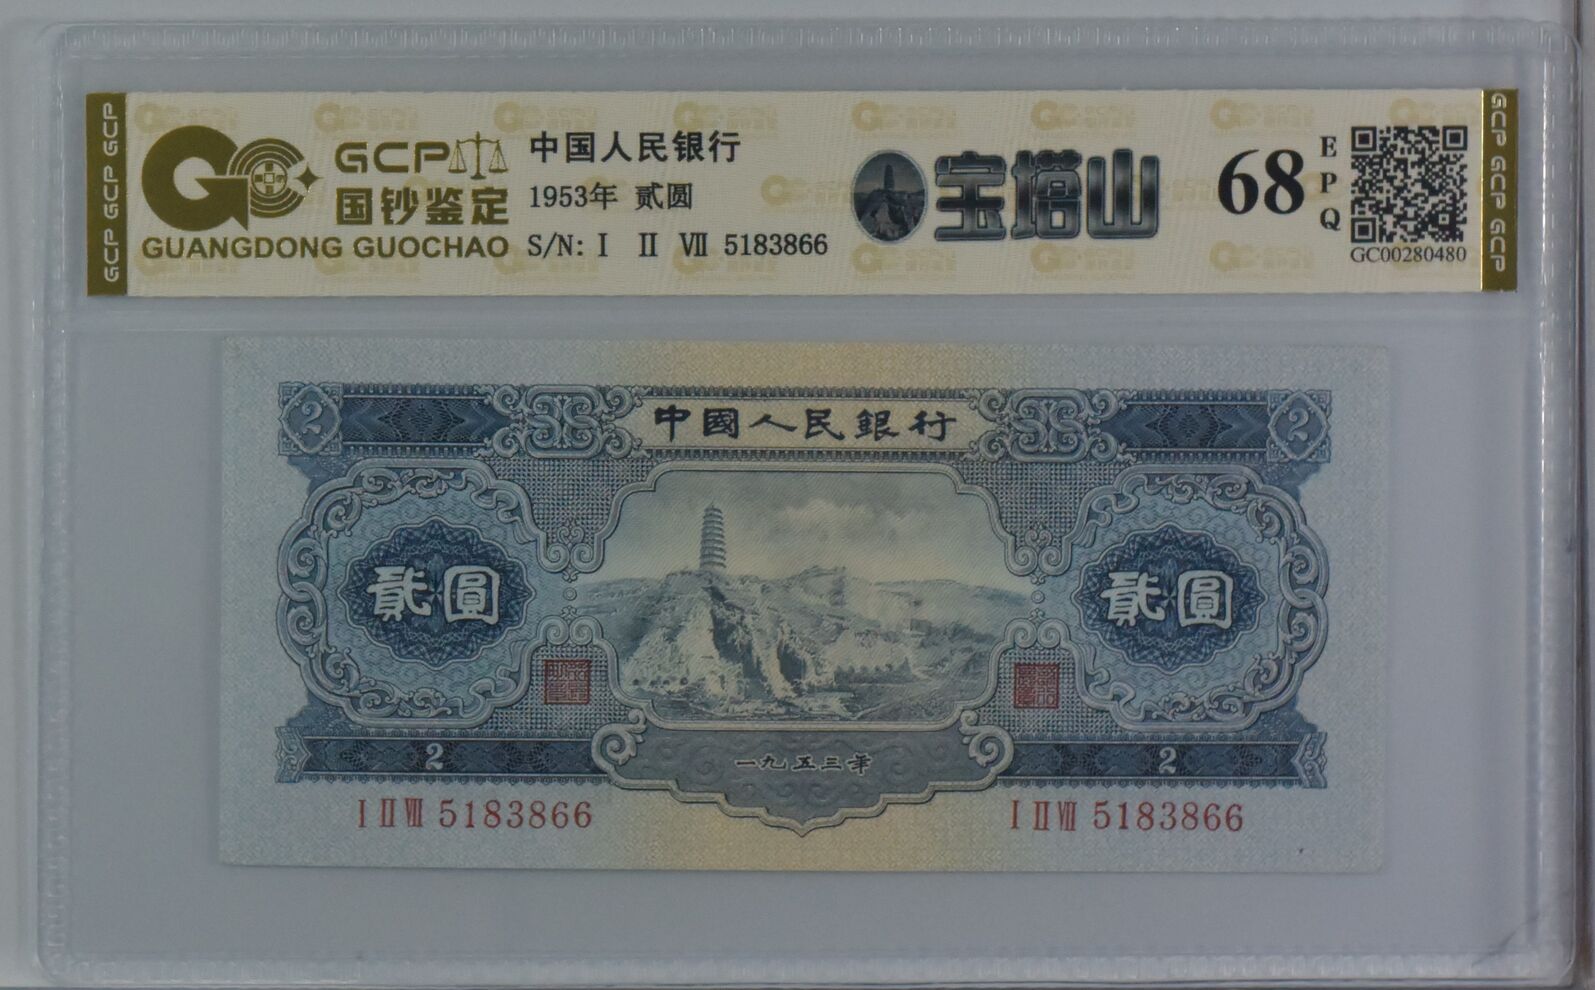 GCP GCP GCP
GCP
国钞鉴定
GUANGDONG GUOCHAO
中国人民银行
1953年 贰圆
S/N: I II VII 5183866
宝塔山
68
EPQ
GC00280480
GCP GCP GCP
2
中國人民銀行
2
貳圓
貳圓
2
一九五三年
2
I II VII 5183866
I II VII 5183866